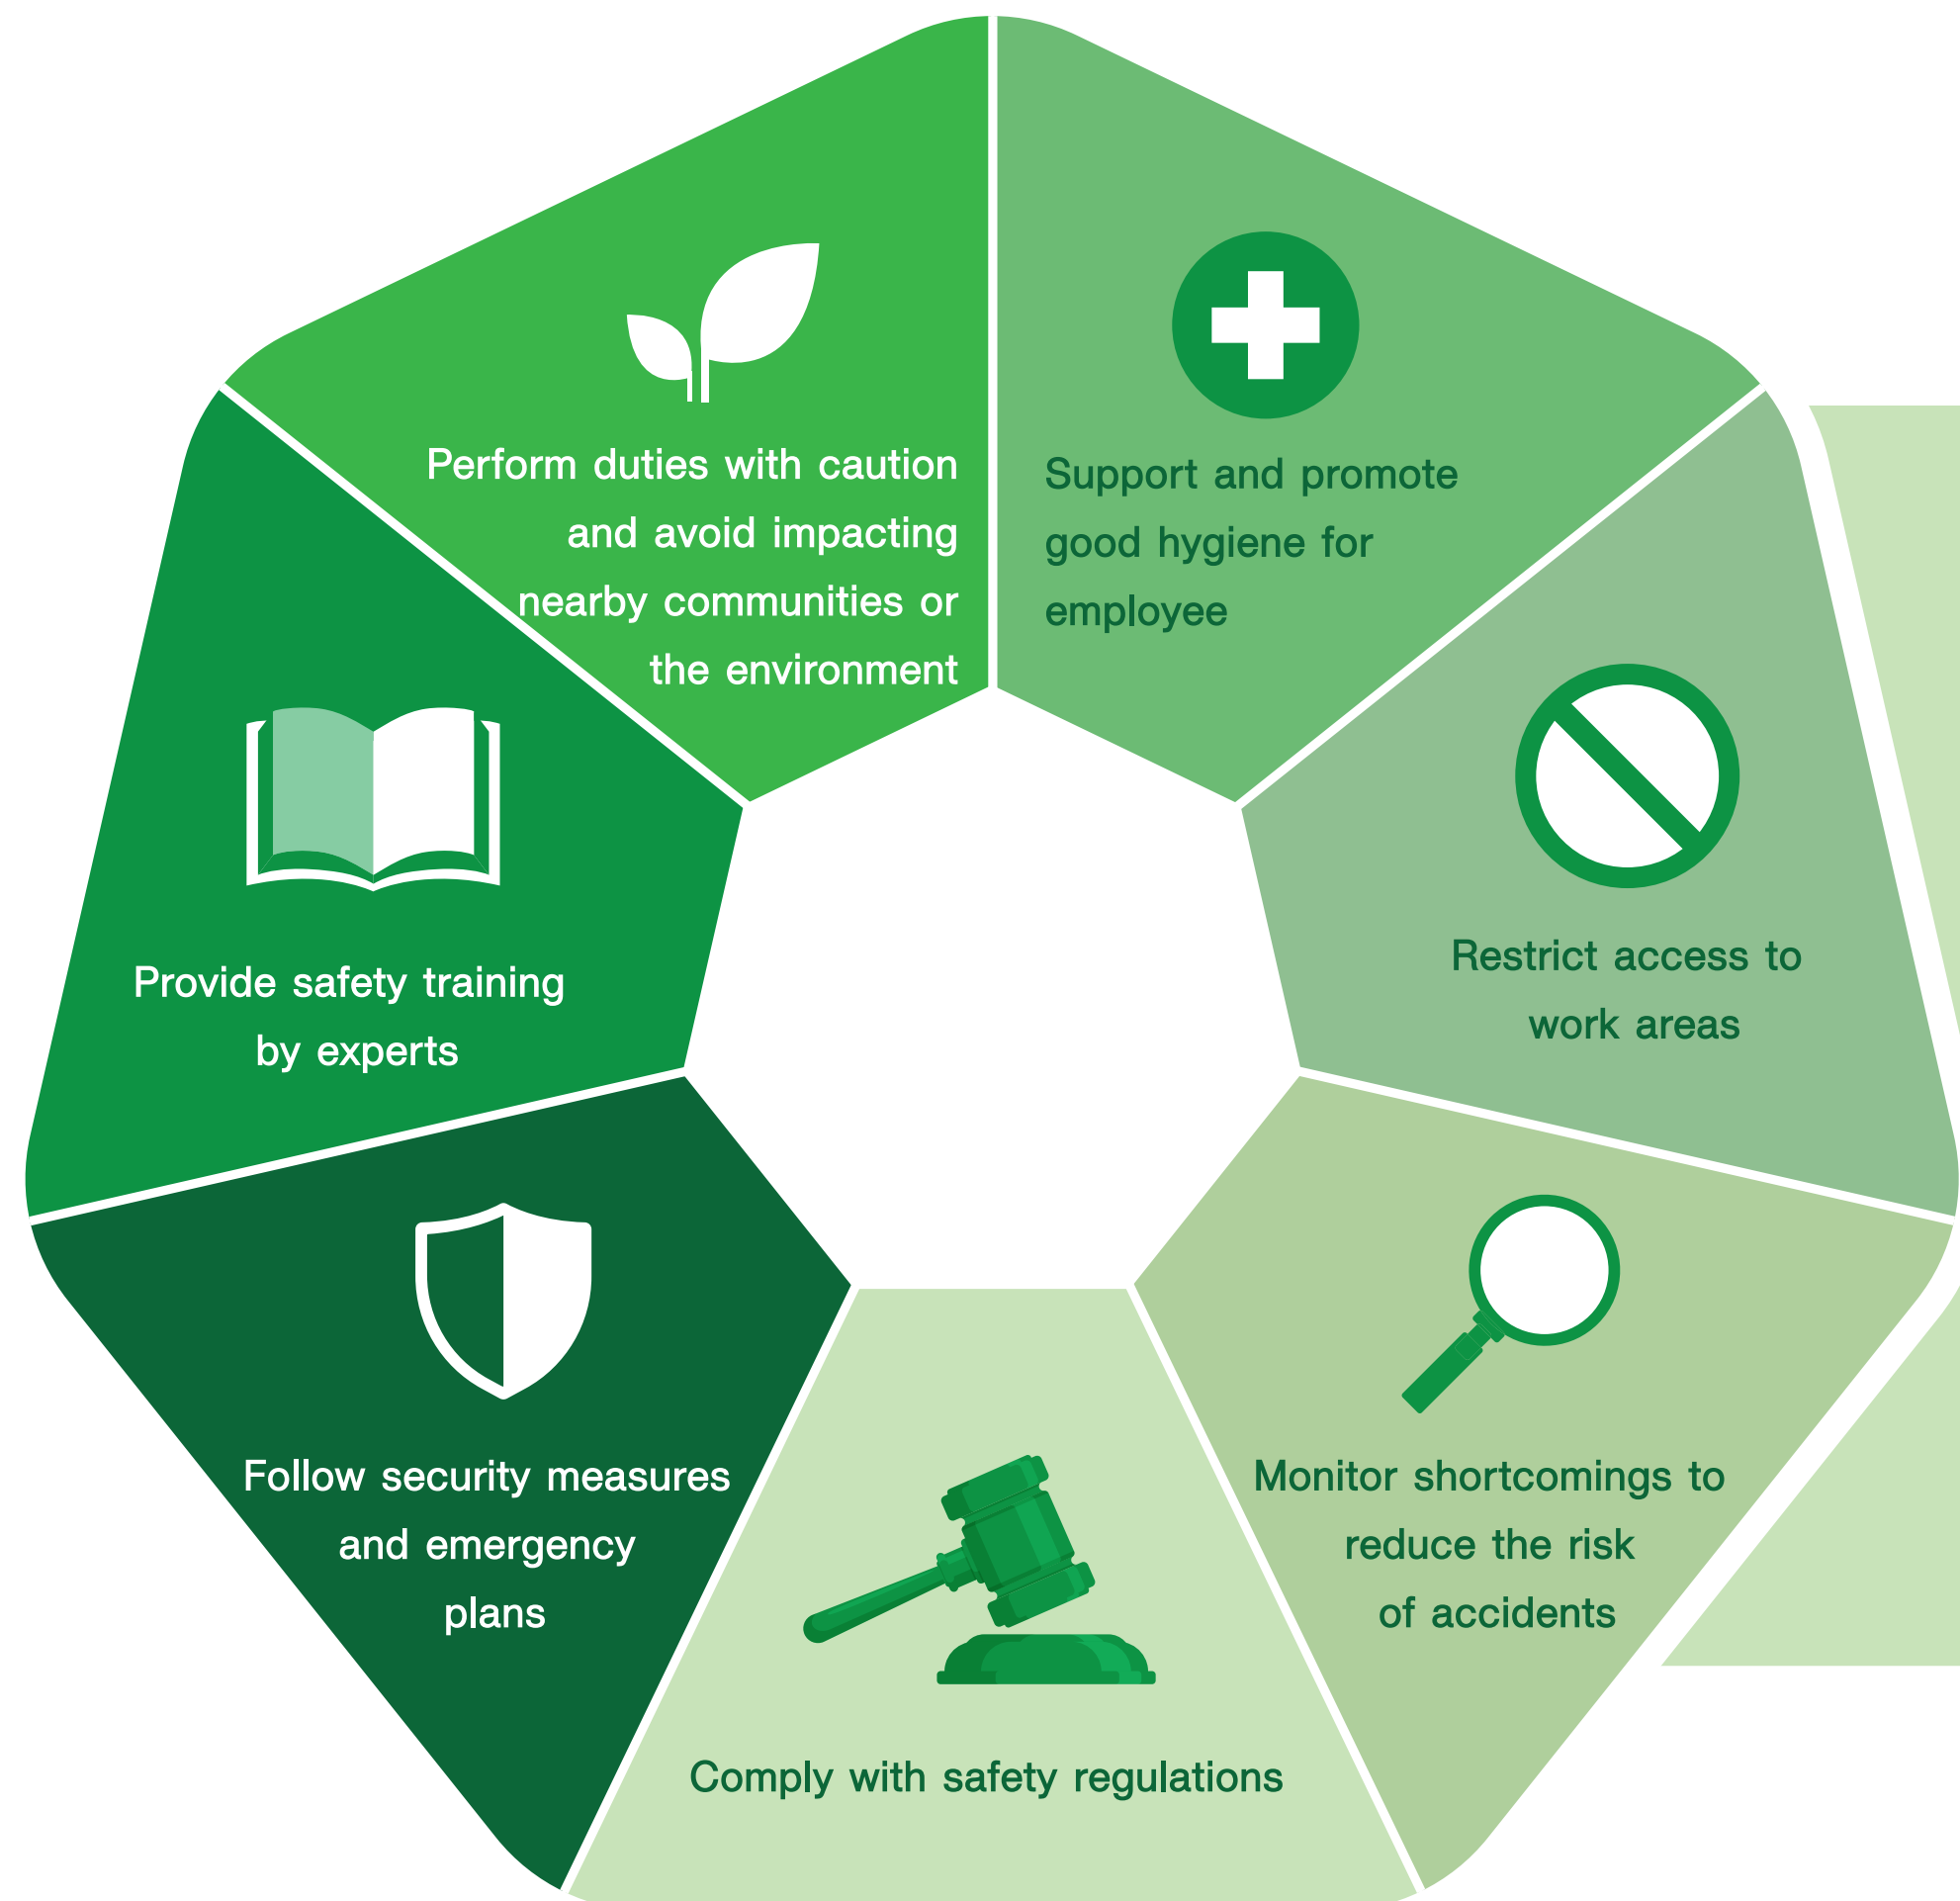 Perform duties with caution
and avoid impacting
nearby communities or
the environment
Support and promote
good hygiene for
employee
Restrict access to
work areas
Monitor shortcomings to
reduce the risk
of accidents
Comply with safety regulations
Follow security measures
and emergency
plans
Provide safety training
by experts